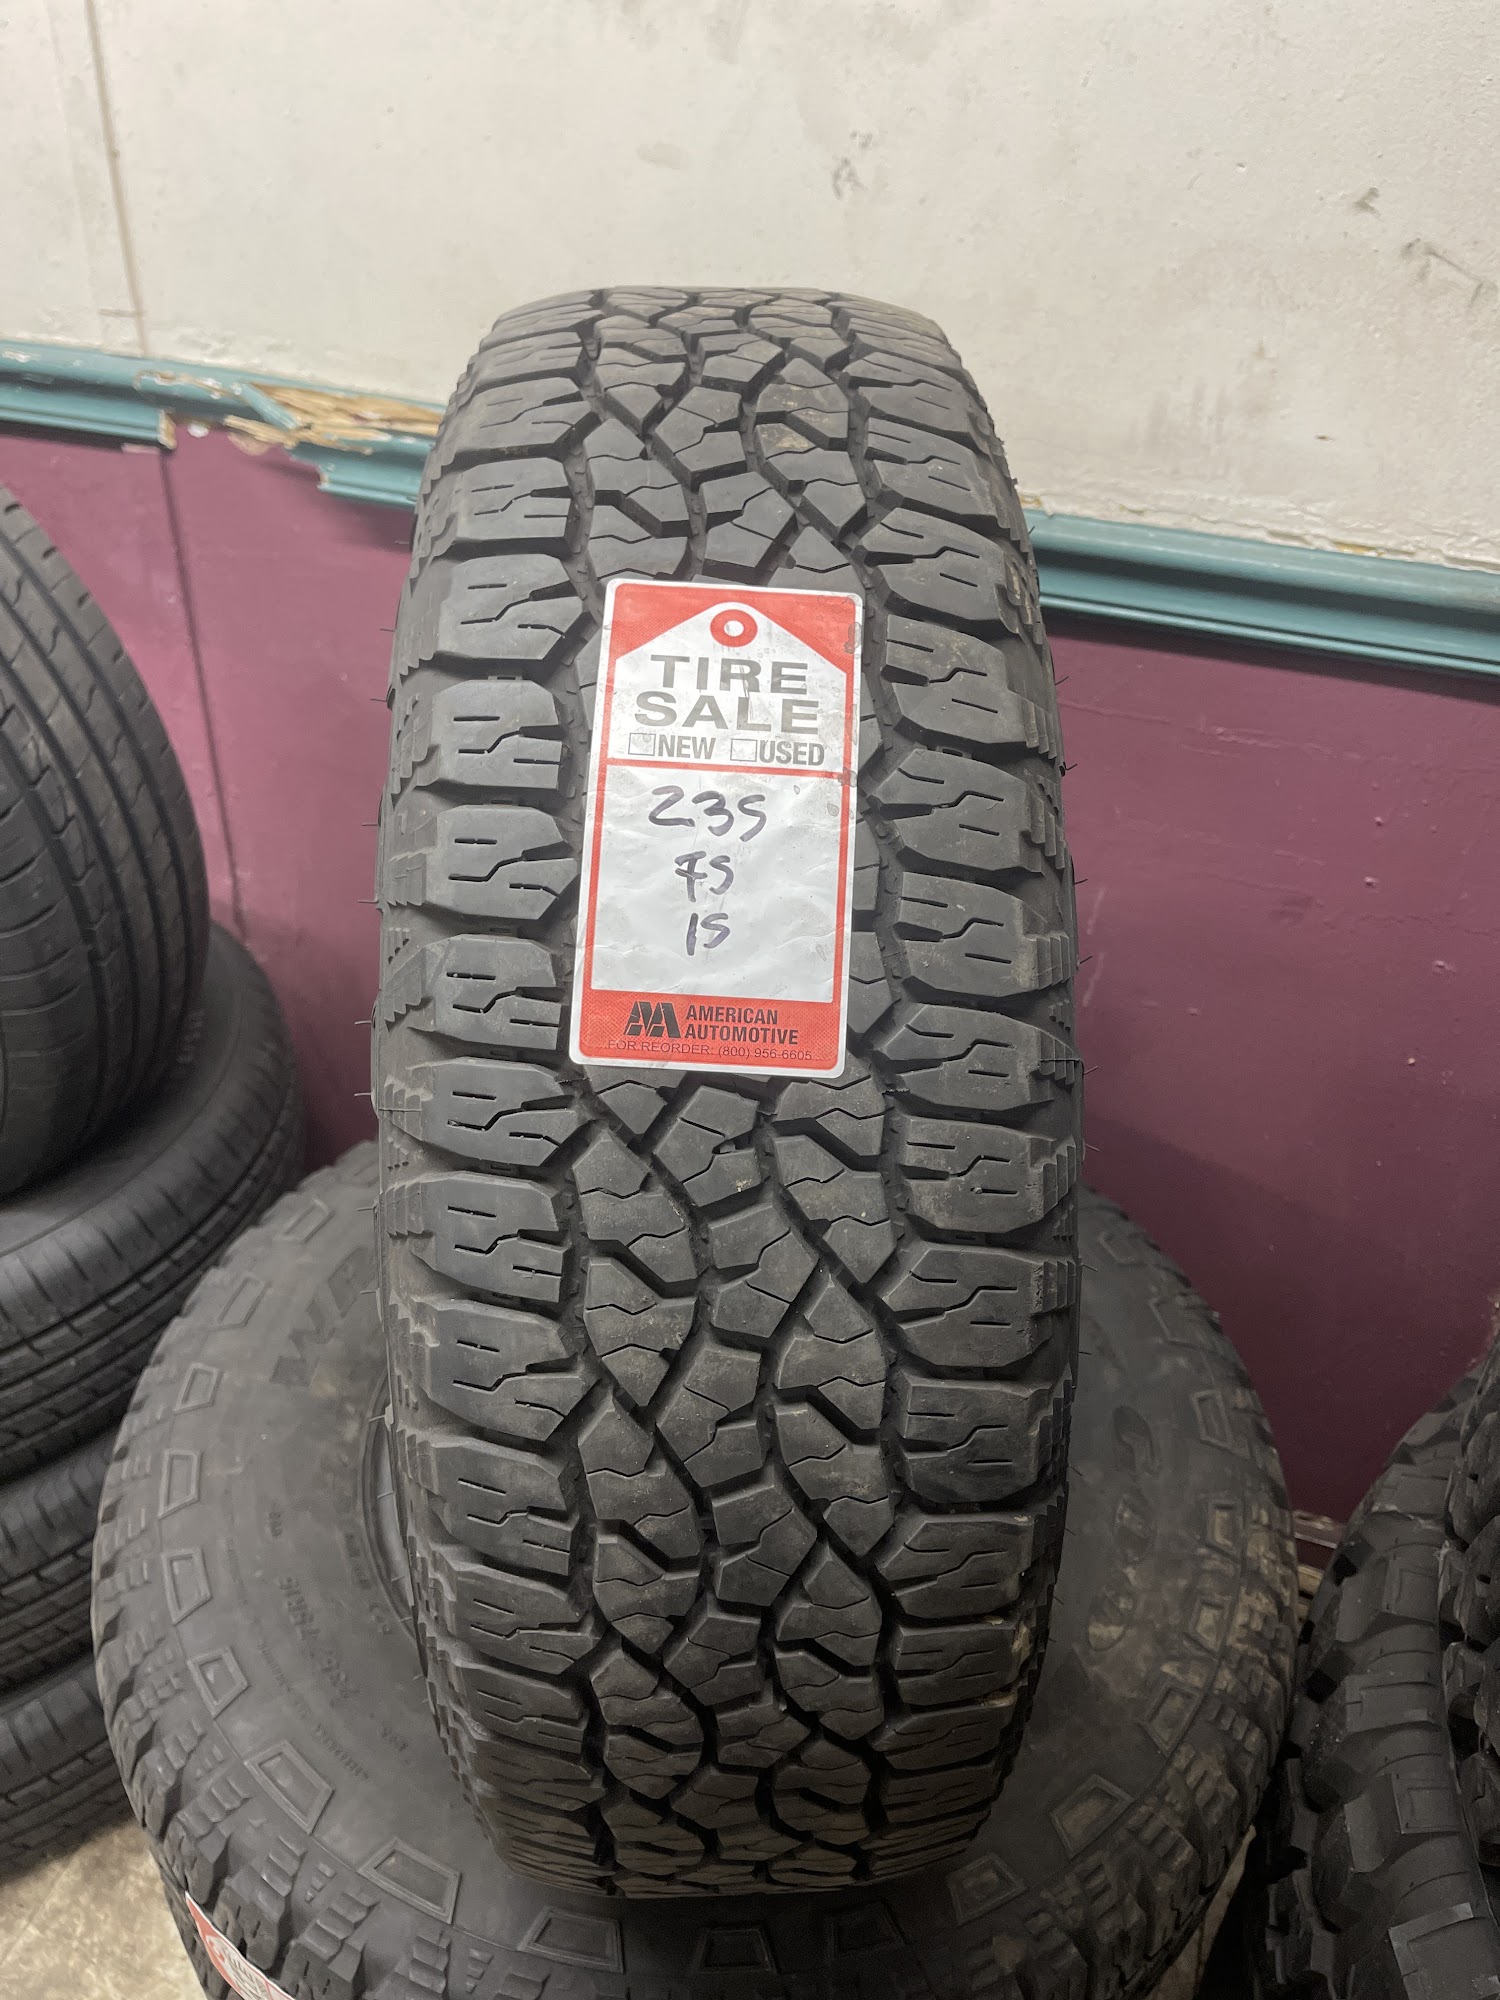 TIRE
SALE
NEW USED
235
75
15
AMERICAN
AUTOMOTIVE
FOR REORDER: (800) 956-6605